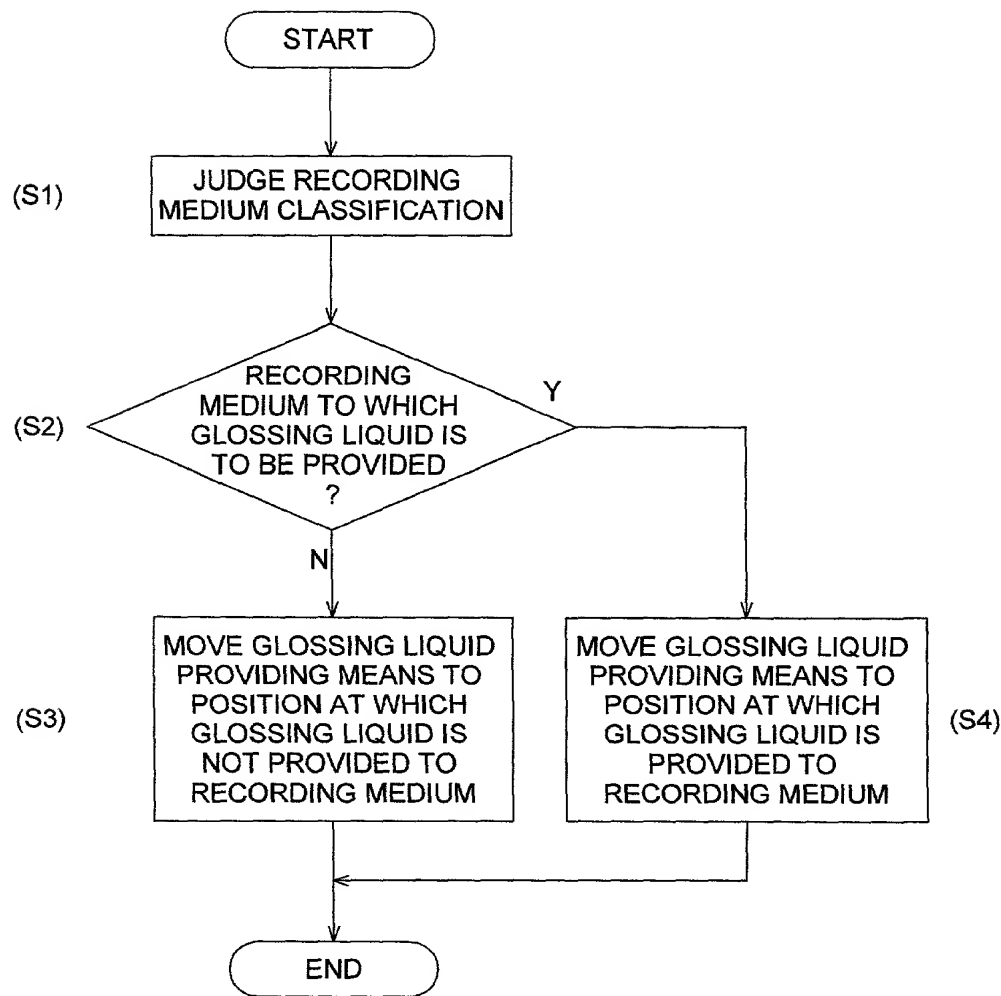 START
(S1)
JUDGE RECORDING
MEDIUM CLASSIFICATION
(S2)
RECORDING
MEDIUM TO WHICH
GLOSSING LIQUID IS
TO BE PROVIDED
?
Y
N
(S3)
MOVE GLOSSING LIQUID
PROVIDING MEANS TO
POSITION AT WHICH
GLOSSING LIQUID IS
NOT PROVIDED TO
RECORDING MEDIUM
MOVE GLOSSING LIQUID
PROVIDING MEANS TO
POSITION AT WHICH
GLOSSING LIQUID IS
PROVIDED TO
RECORDING MEDIUM
(S4)
END